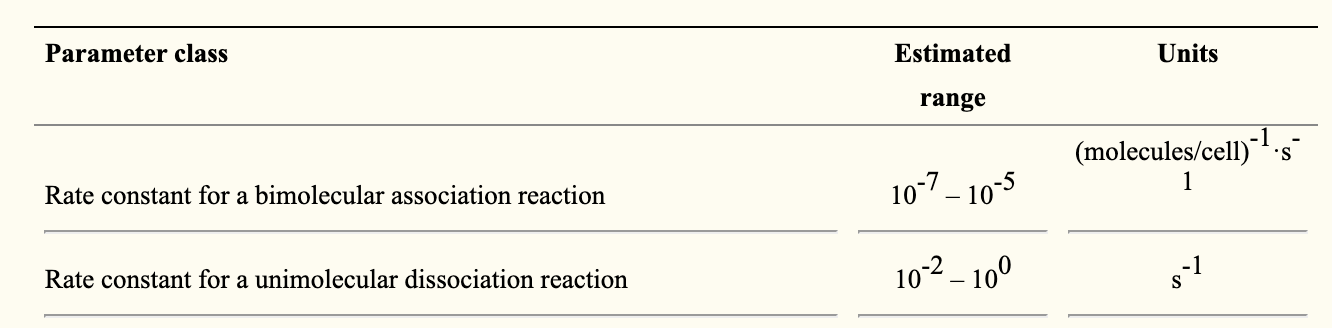 Parameter class Estimated range Units
Rate constant for a bimolecular association reaction 10⁻⁷ – 10⁻⁵ (molecules/cell)⁻¹·s⁻1
Rate constant for a unimolecular dissociation reaction 10⁻² – 10⁰ s⁻¹